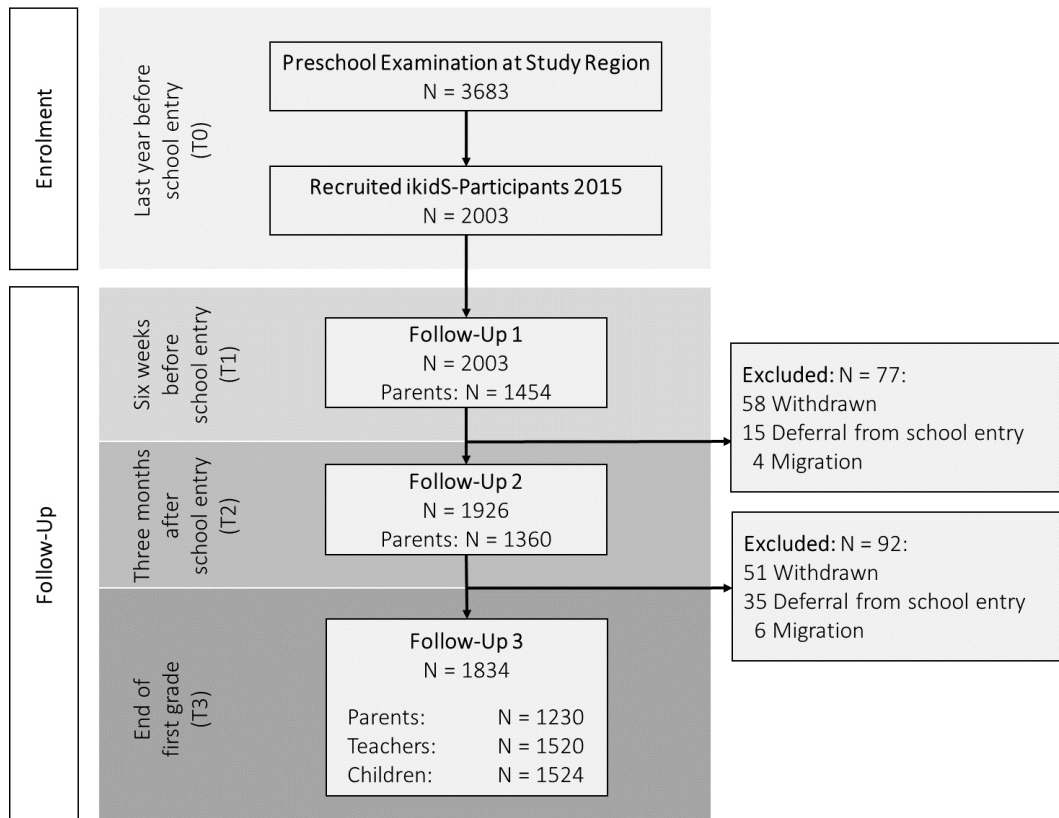 Enrolment
Last year before
school entry
(T0)
Preschool Examination at Study Region
N = 3683
Recruited ikidS-Participants 2015
N = 2003
Follow-Up
Six weeks
before
school entry
(T1)
Follow-Up 1
N = 2003
Parents: N = 1454
Excluded: N = 77:
58 Withdrawn
15 Deferral from school entry
4 Migration
Three months
after
school entry
(T2)
Follow-Up 2
N = 1926
Parents: N = 1360
Excluded: N = 92:
51 Withdrawn
35 Deferral from school entry
6 Migration
End of
first grade
(T3)
Follow-Up 3
N = 1834
Parents: N = 1230
Teachers: N = 1520
Children: N = 1524